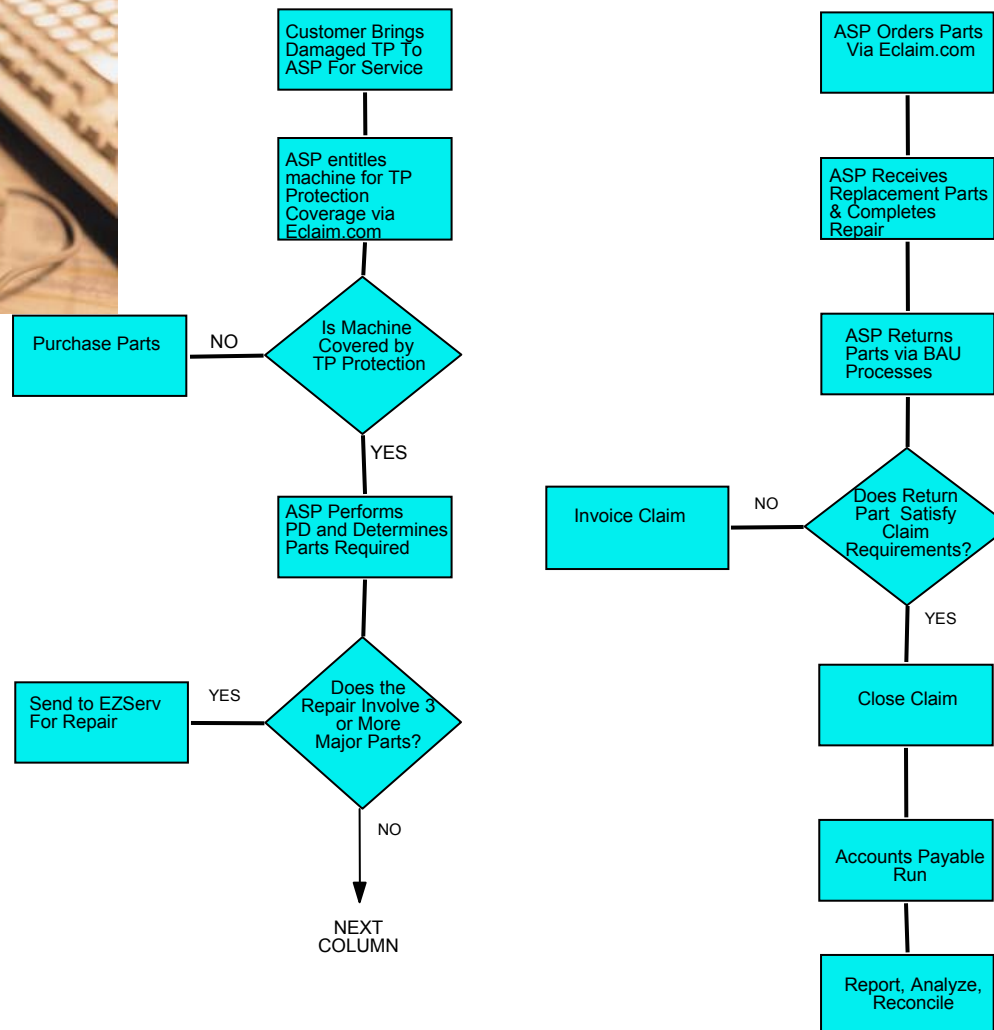 Customer Brings
Damaged TP To
ASP For Service
ASP entitles
machine for TP
Protection
Coverage via
Eclaim.com
Is Machine
Covered by
TP Protection
NO
Purchase Parts
YES
ASP Performs
PD and Determines
Parts Required
Does the
Repair Involve 3
or More
Major Parts?
YES
Send to EZServ
For Repair
NO
NEXT
COLUMN
ASP Orders Parts
Via Eclaim.com
ASP Receives
Replacement Parts
& Completes
Repair
ASP Returns
Parts via BAU
Processes
Does Return
Part Satisfy
Claim
Requirements?
NO
Invoice Claim
YES
Close Claim
Accounts Payable
Run
Report, Analyze,
Reconcile